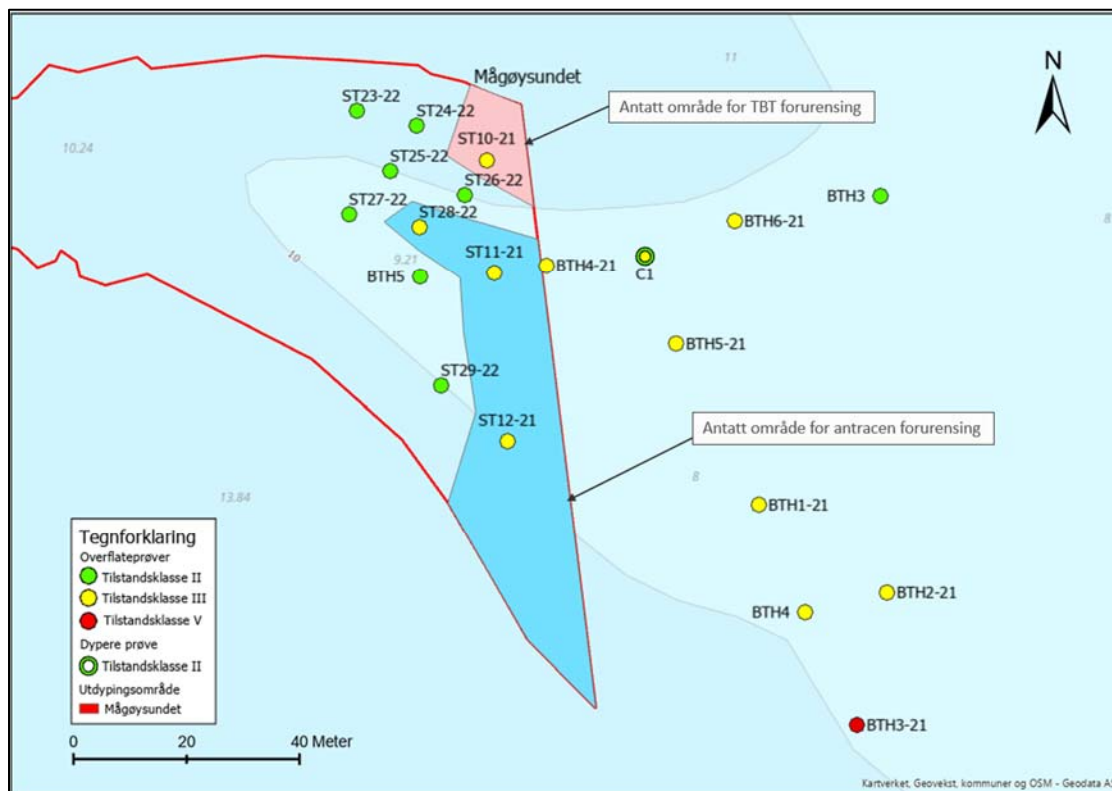 11
Mågøysundet
N
ST23-22
ST24-22
Antatt område for TBT forurensing
10.24
ST10-21
ST25-22
ST26-22
ST27-22
ST28-22
BTH3
BTH6-21
8.
10
9.21
ST11-21
BTH4-21
C1
BTH5
BTH5-21
ST29-22
ST12-21
Antatt område for antracen forurensing
8
13.84
BTH1-21
BTH2-21
BTH4
BTH3-21
Tegnforklaring
Overflateprøver
Tilstandsklasse II
Tilstandsklasse III
Tilstandsklasse V
Dypere prøve
Tilstandsklasse II
Utdypingsområde
Mågøysundet
0 20 40 Meter
Kartverket, Geovekst, kommuner og OSM - Geodata A